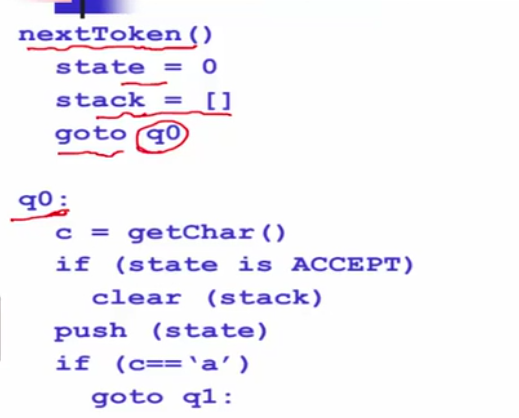 nextToken()
state = 0
stack = []
goto q0
q0:
c = getChar()
if (state is ACCEPT)
clear (stack)
push (state)
if (c==‘a’)
goto q1: